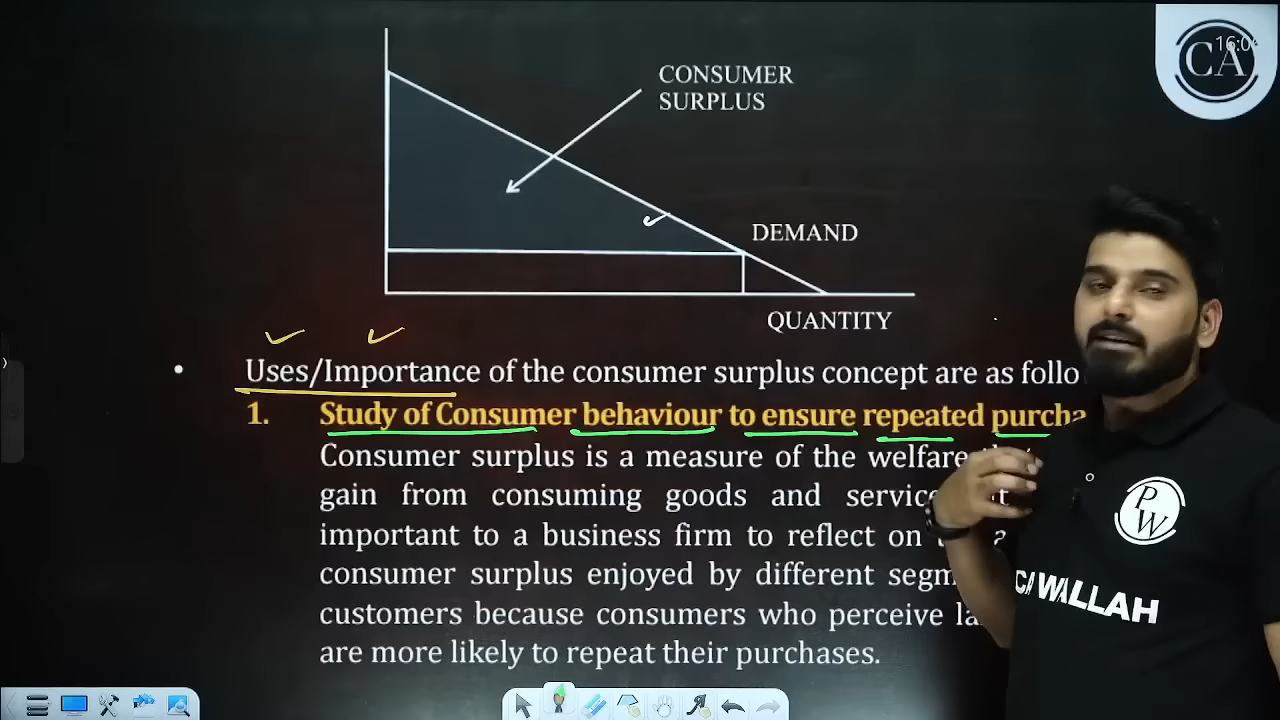 CA
16:0
CONSUMER
SURPLUS
DEMAND
QUANTITY
• Uses/Importance of the consumer surplus concept are as follo
1. Study of Consumer behaviour to ensure repeated purcha
Consumer surplus is a measure of the welfare
gain from consuming goods and service
important to a business firm to reflect on
consumer surplus enjoyed by different segm
customers because consumers who perceive la
are more likely to repeat their purchases.
PW
CA WALLAH